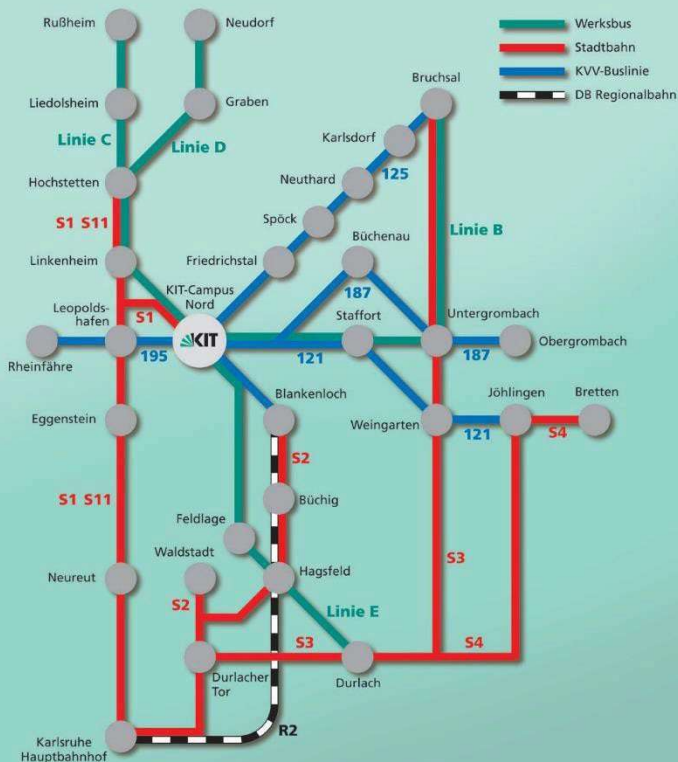 Rußheim
Neudorf
Werksbus
Stadtbahn
KVV-Buslinie
DB Regionalbahn
Bruchsal
Liedolsheim
Graben
Linie C
Linie D
Karlsdorf
125
Hochstetten
Neuthard
S1 S11
Spöck
Büchenau
Linie B
Linkenheim
Friedrichstal
KIT-Campus
Nord
187
Leopolds-
hafen
S1
Staffort
Untergrombach
KIT
195
121
187
Obergrombach
Rheinfähre
Blankenloch
Jöhlingen
Bretten
Eggenstein
Weingarten
121
S4
S2
S1 S11
Büchig
Feldlage
Waldstadt
S3
Neureut
S2
Hagsfeld
Linie E
S3
S4
Durlacher
Tor
Durlach
R2
Karlsruhe
Hauptbahnhof